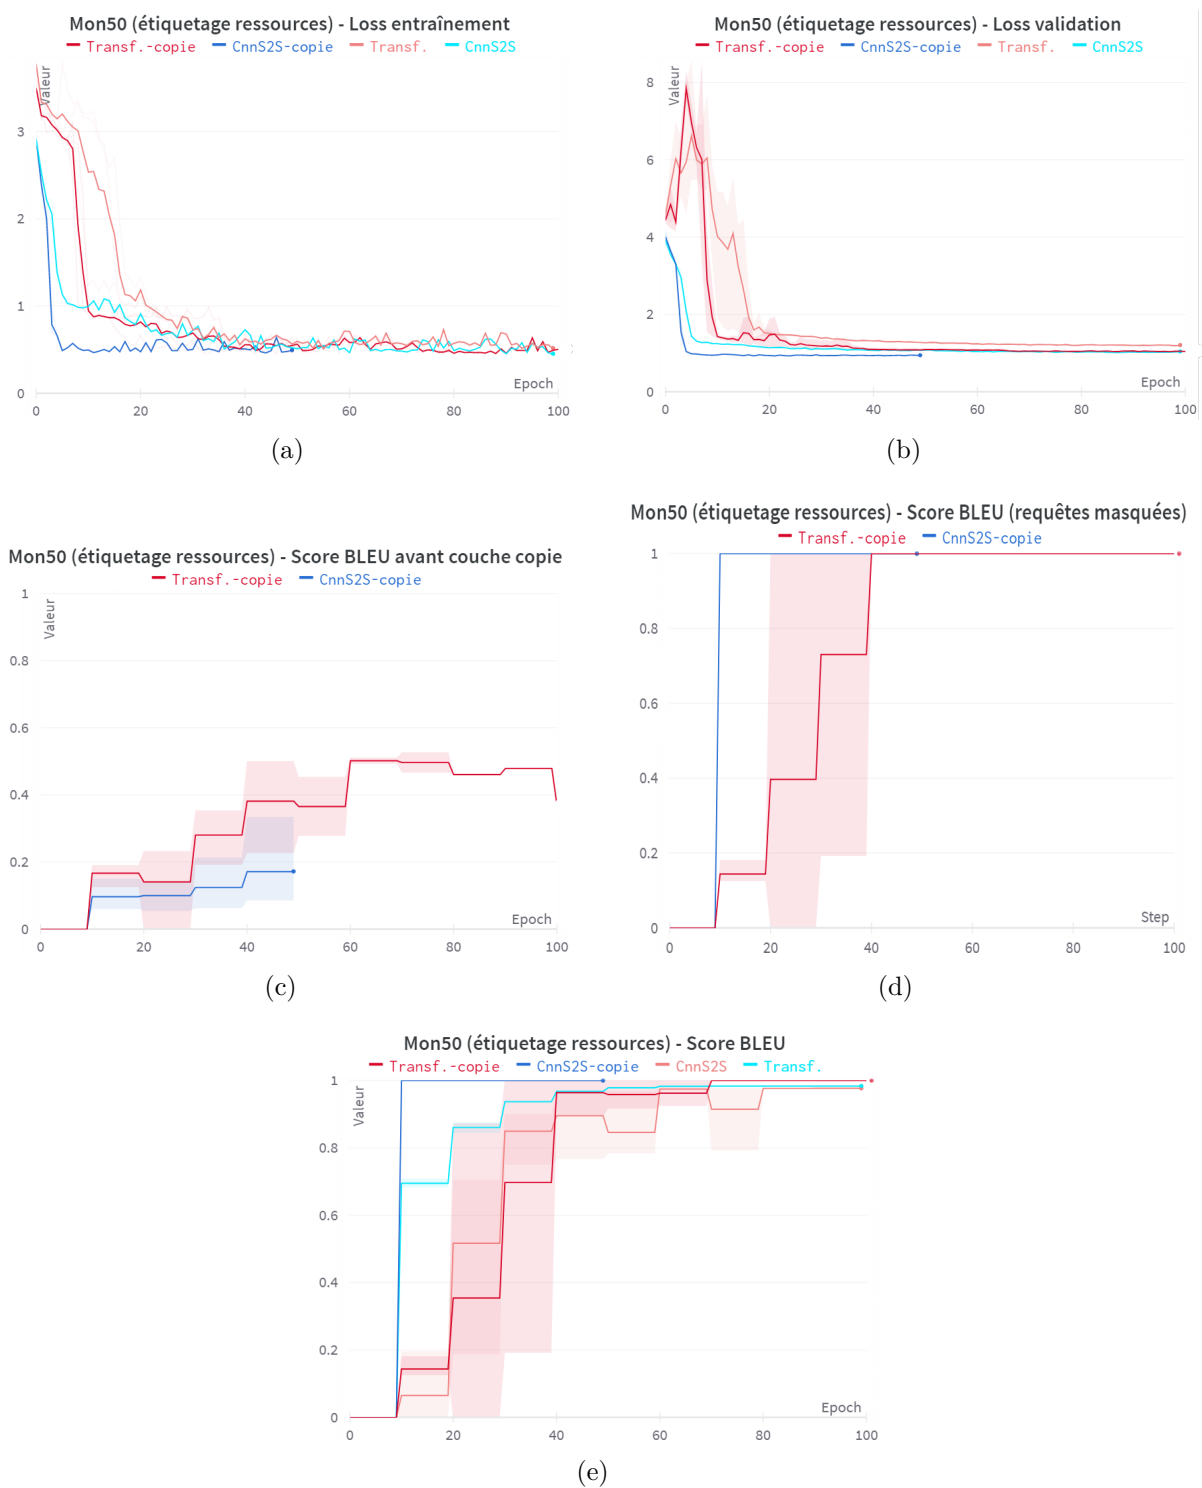 Mon50 (étiquetage ressources) - Loss entraînement
Transf.-copie CnnS2S-copie Transf. CnnS2S
Valeur
3
2
1
0
Epoch
0 20 40 60 80 100
(a)
Mon50 (étiquetage ressources) - Loss validation
Transf.-copie CnnS2S-copie Transf. CnnS2S
Valeur
8
6
4
2
0
Epoch
0 20 40 60 80 100
(b)
Mon50 (étiquetage ressources) - Score BLEU avant couche copie
Transf.-copie CnnS2S-copie
Valeur
1
0.8
0.6
0.4
0.2
0
Epoch
0 20 40 60 80 100
(c)
Mon50 (étiquetage ressources) - Score BLEU (requêtes masquées)
Transf.-copie CnnS2S-copie
1
0.8
0.6
0.4
0.2
0
Step
0 20 40 60 80 100
(d)
Mon50 (étiquetage ressources) - Score BLEU
Transf.-copie CnnS2S-copie CnnS2S Transf.
Valeur
1
0.8
0.6
0.4
0.2
0
Epoch
0 20 40 60 80 100
(e)